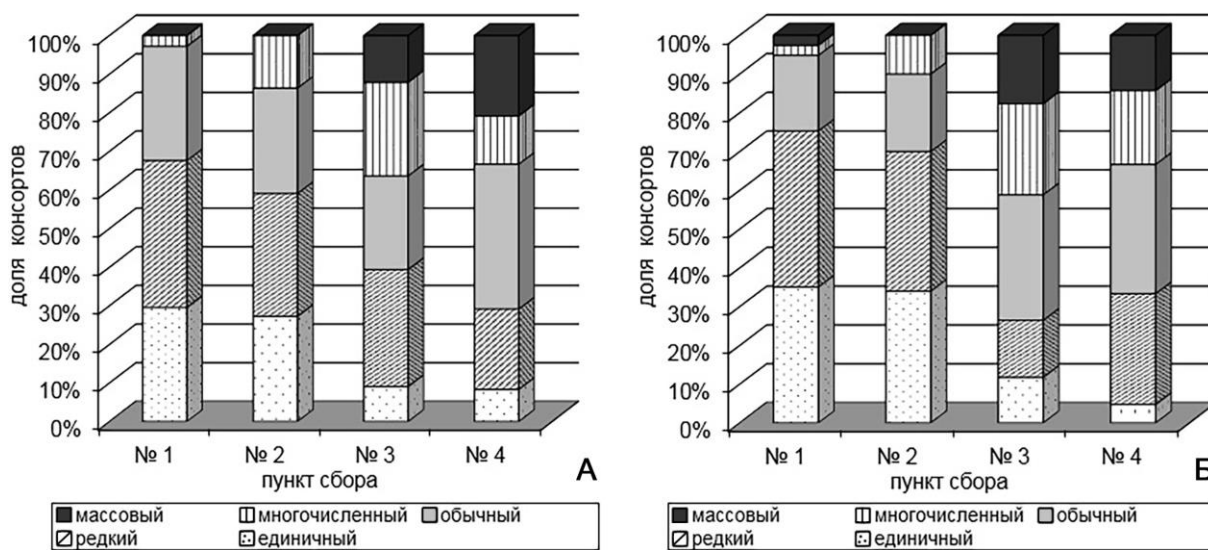 100%
90%
80%
70%
60%
50%
40%
30%
20%
10%
0%
доля консортов
№ 1 № 2 № 3 № 4
пункт сбора
А
массовый многочисленный обычный
редкий единичный
100%
90%
80%
70%
60%
50%
40%
30%
20%
10%
0%
доля консортов
№ 1 № 2 № 3 № 4
пункт сбора
Б
массовый многочисленный обычный
редкий единичный